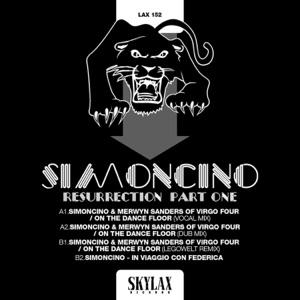 LAX 152
SIMONCINO
RESURRECTION PART ONE
A1.SIMONCINO & MERWYN SANDERS OF VIRGO FOUR
/ ON THE DANCE FLOOR (VOCAL MIX)
A2.SIMONCINO & MERWYN SANDERS OF VIRGO FOUR
/ ON THE DANCE FLOOR (DUB MIX)
B1.SIMONCINO & MERWYN SANDERS OF VIRGO FOUR
/ ON THE DANCE FLOOR (LEGOWELT REMIX)
B2.SIMONCINO - IN VIAGGIO CON FEDERICA
SKYLAX
RECORDS